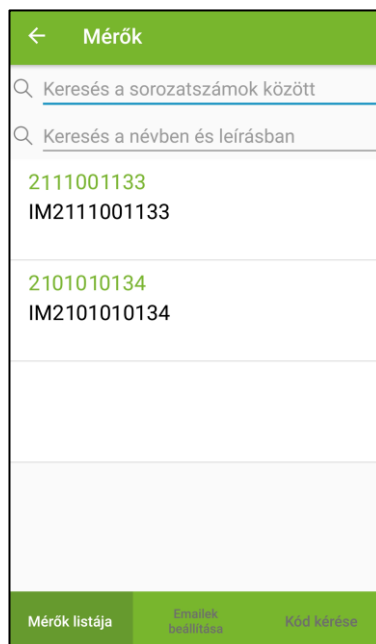 Mérők
Keresés a sorozatszámok között
Keresés a névben és leírásban
2111001133
IM2111001133
2101010134
IM2101010134
Mérők listája
Emailek
beállítása
Kód kérése